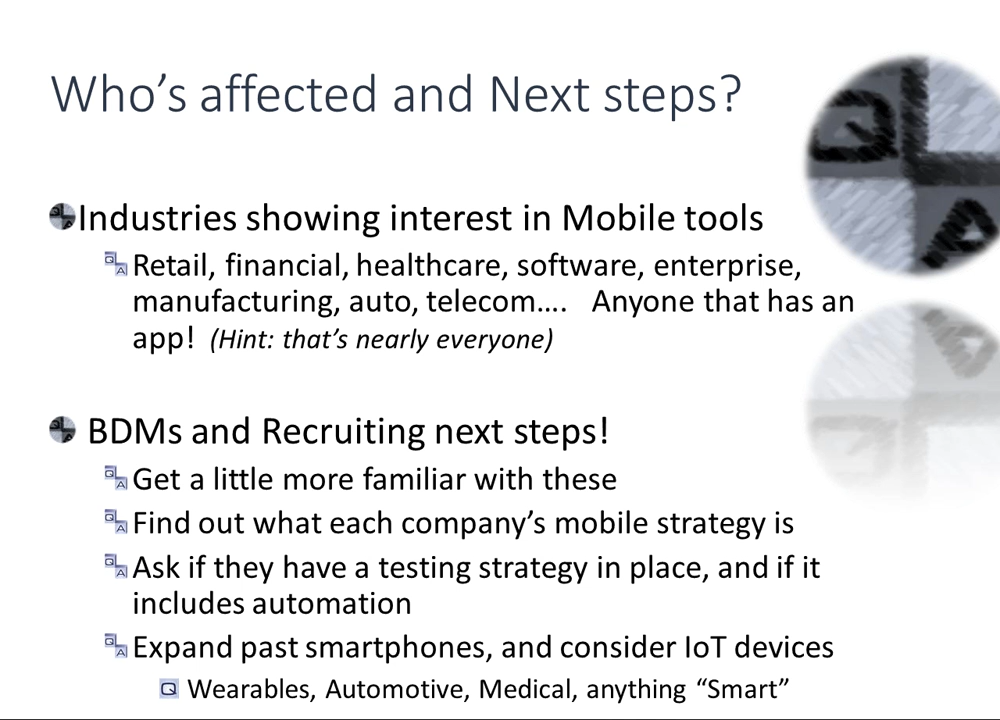 Who's affected and Next steps?
Industries showing interest in Mobile tools
Retail, financial, healthcare, software, enterprise,
manufacturing, auto, telecom…. Anyone that has an
app! (Hint: that's nearly everyone)
BDMs and Recruiting next steps!
Get a little more familiar with these
Find out what each company's mobile strategy is
Ask if they have a testing strategy in place, and if it
includes automation
Expand past smartphones, and consider IoT devices
Wearables, Automotive, Medical, anything “Smart”
Q
A